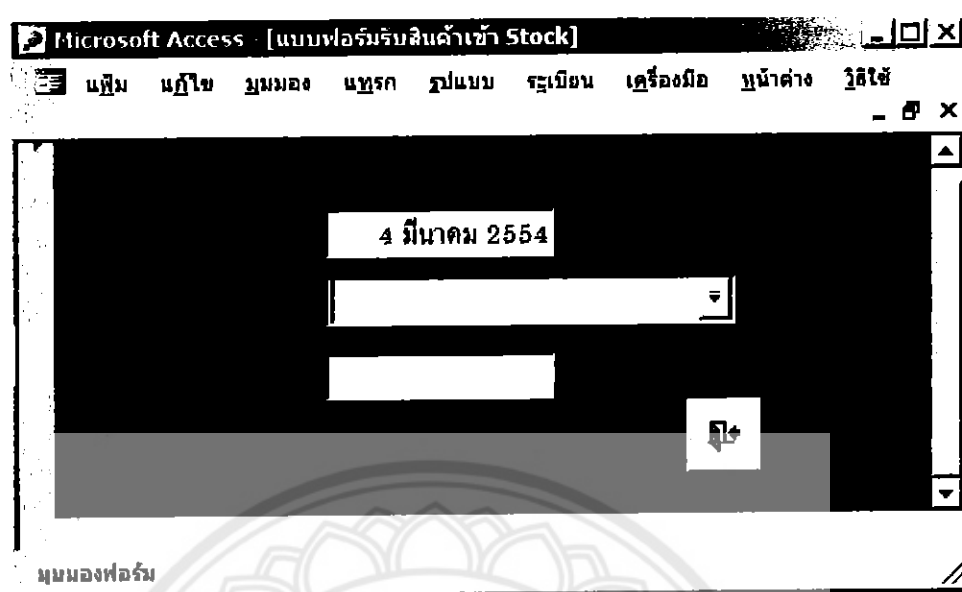 Microsoft Access - [แบบฟอร์มรับสินค้าเข้า Stock]
แฟ้ม แก้ไข มุมมอง แทรก รูปแบบ ระเบียน เครื่องมือ หน้าต่าง วิธีใช้
4 มีนาคม 2554
มุมมองฟอร์ม